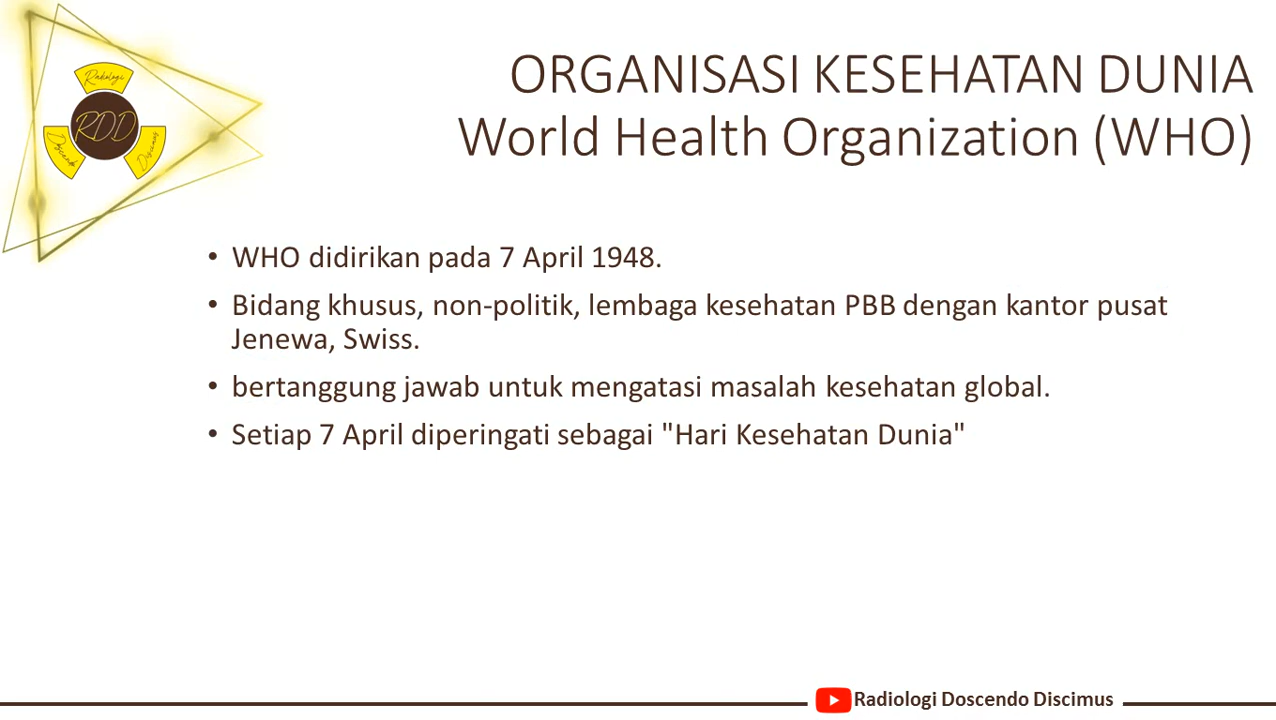 Radiologi
RDD
Discimus
ORGANISASI KESEHATAN DUNIA
World Health Organization (WHO)
• WHO didirikan pada 7 April 1948.
• Bidang khusus, non-politik, lembaga kesehatan PBB dengan kantor pusat
Jenewa, Swiss.
• bertanggung jawab untuk mengatasi masalah kesehatan global.
• Setiap 7 April diperingati sebagai "Hari Kesehatan Dunia"
Radiologi Doscendo Discimus